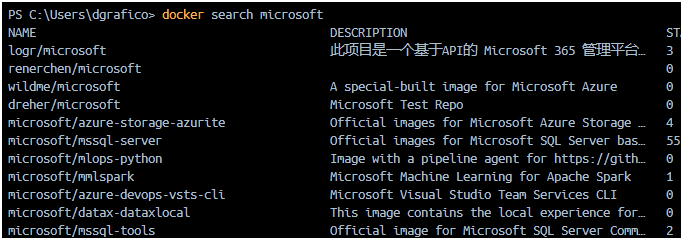 PS C:\Users\dgrafico> docker search microsoft
NAME DESCRIPTION STA
logr/microsoft 此项目是一个基于API的 Microsoft 365 管理平台… 3
renerchen/microsoft 0
wildme/microsoft A special-built image for Microsoft Azure 0
dreher/microsoft Microsoft Test Repo 0
microsoft/azure-storage-azurite Official images for Microsoft Azure Storage … 4
microsoft/mssql-server Official images for Microsoft SQL Server bas… 55
microsoft/mlops-python Image with a pipeline agent for https://gith… 0
microsoft/mmlspark Microsoft Machine Learning for Apache Spark 1
microsoft/azure-devops-vsts-cli Microsoft Visual Studio Team Services CLI 0
microsoft/datax-dataxlocal This image contains the local experience for… 0
microsoft/mssql-tools Official images for Microsoft SQL Server Comm… 2